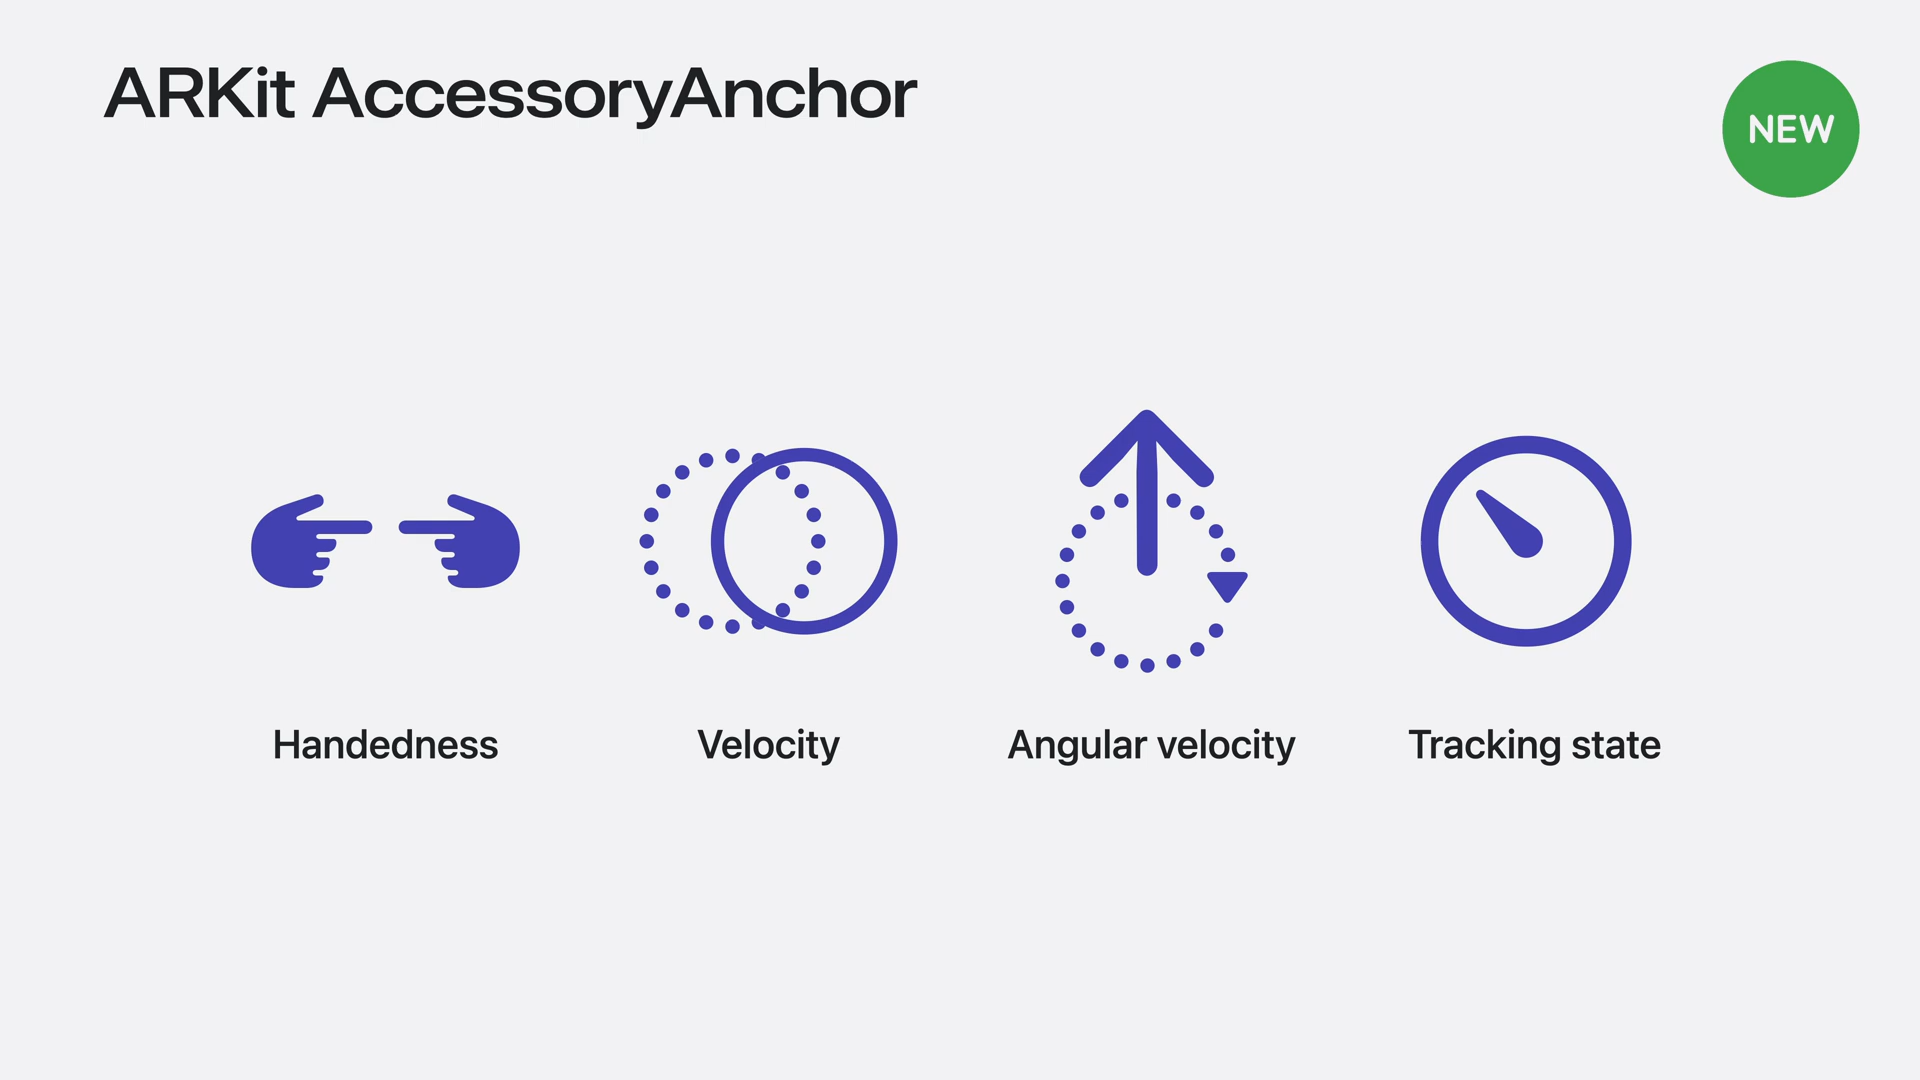 ARKit AccessoryAnchor
NEW
Handedness
Velocity
Angular velocity
Tracking state